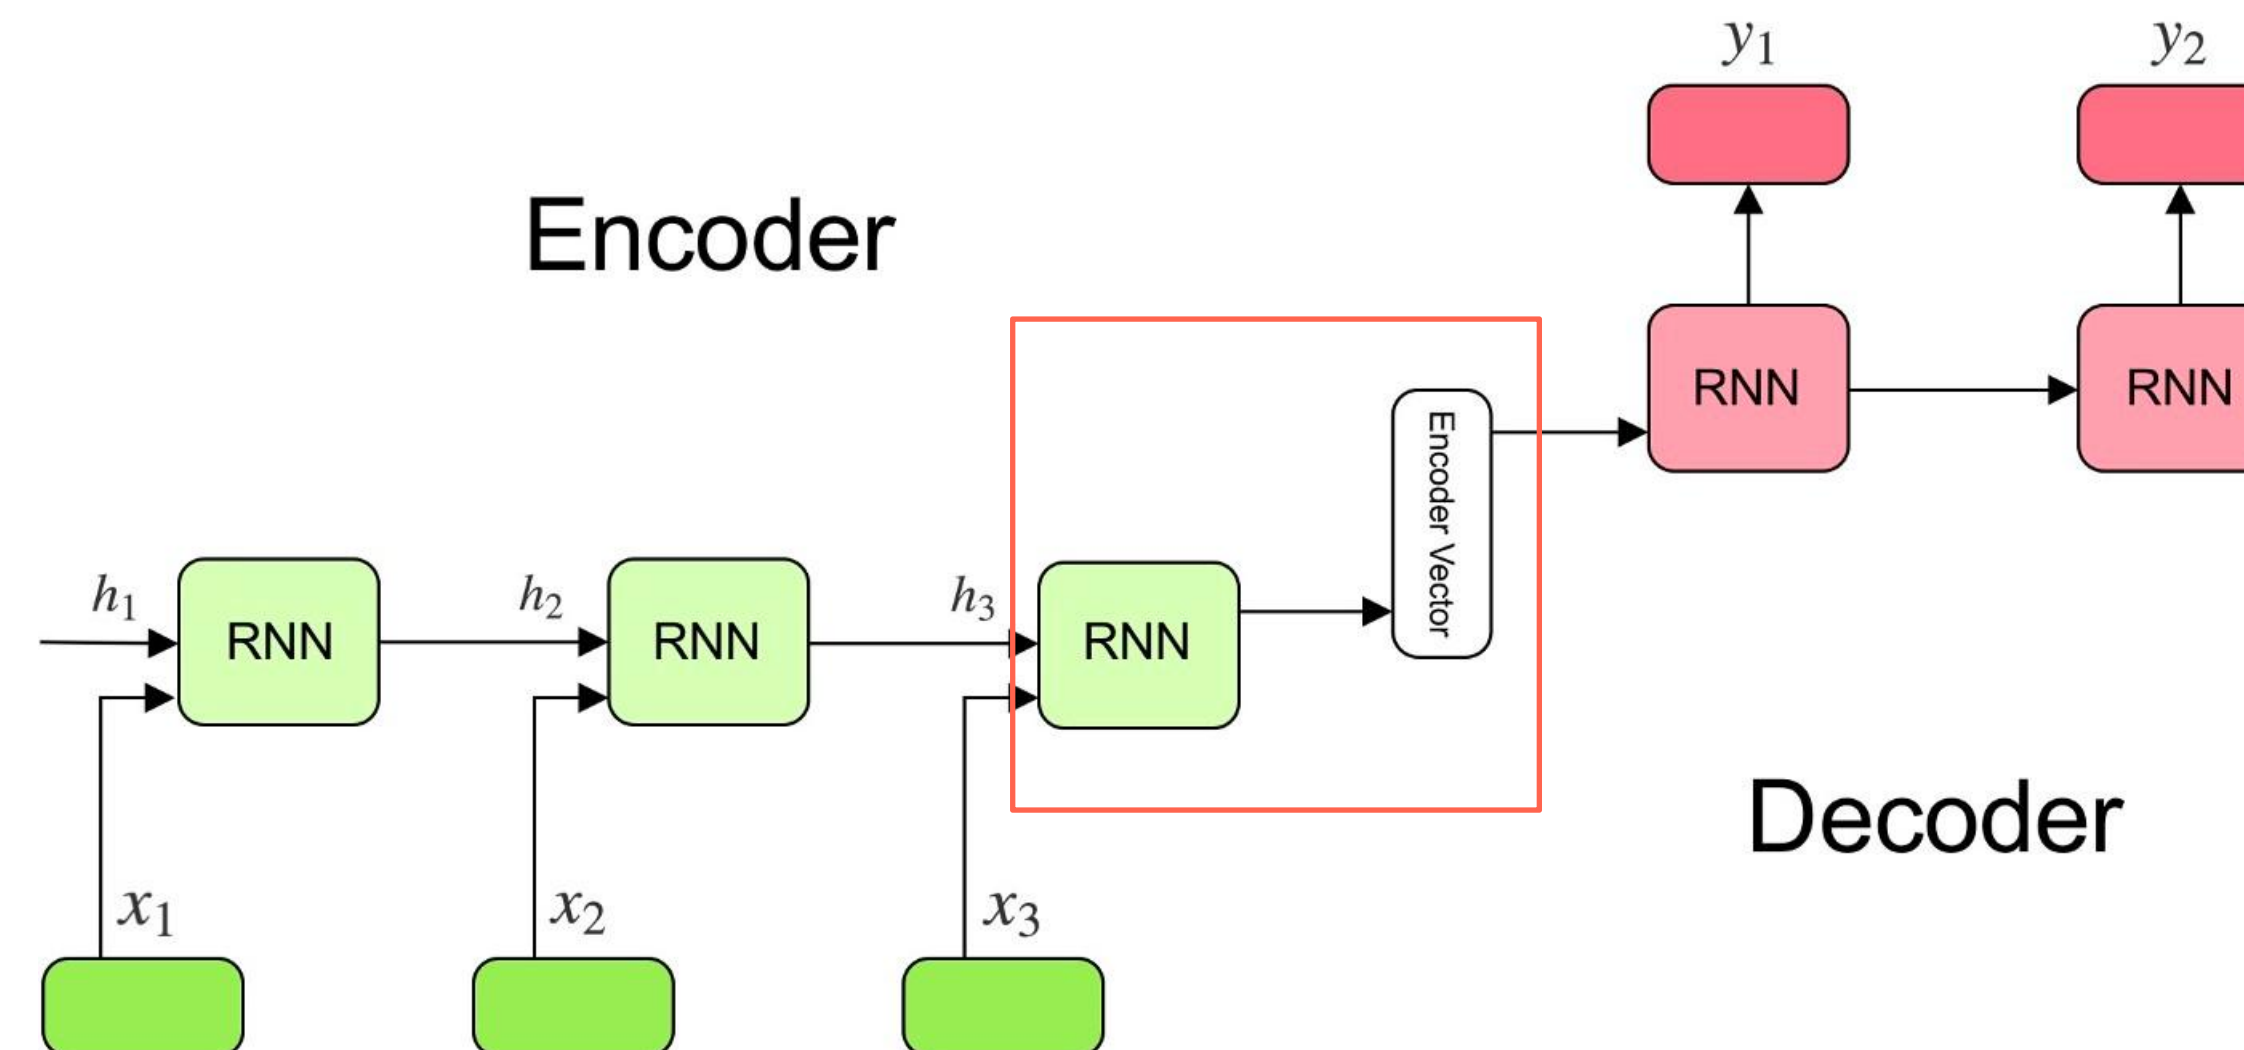 y₁
y₂
Encoder
RNN
RNN
Encoder Vector
h₁
h₂
h₃
RNN
RNN
RNN
Decoder
x₁
x₂
x₃